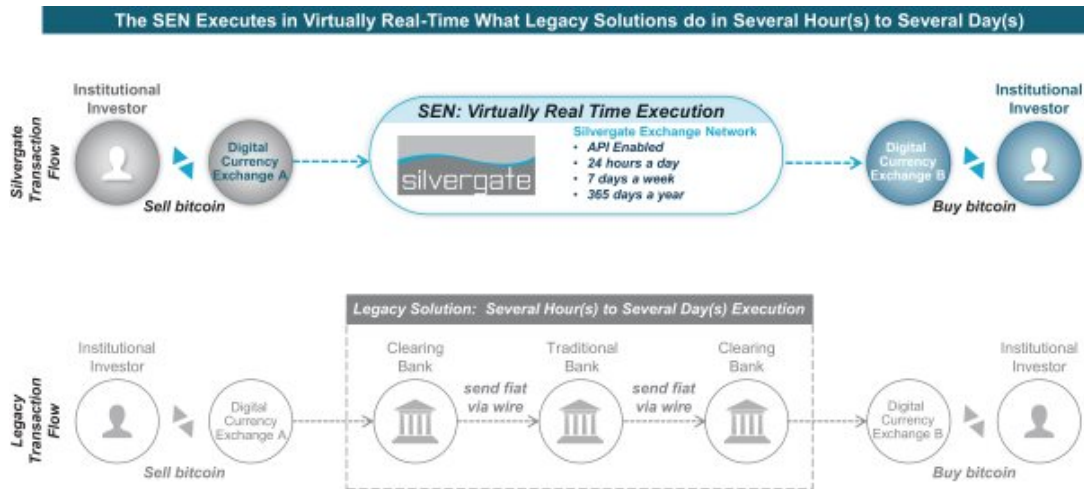 The SEN Executes in Virtually Real-Time What Legacy Solutions do in Several Hour(s) to Several Day(s)
Silvergate
Transaction
Flow
Institutional
Investor
Digital
Currency
Exchange A
Sell bitcoin
SEN: Virtually Real Time Execution
silvergate
Silvergate Exchange Network
• API Enabled
• 24 hours a day
• 7 days a week
• 365 days a year
Digital
Currency
Exchange B
Institutional
Investor
Buy bitcoin
Legacy
Transaction
Flow
Institutional
Investor
Digital
Currency
Exchange A
Sell bitcoin
Legacy Solution: Several Hour(s) to Several Day(s) Execution
Clearing
Bank
send fiat
via wire
Traditional
Bank
send fiat
via wire
Clearing
Bank
Digital
Currency
Exchange B
Institutional
Investor
Buy bitcoin